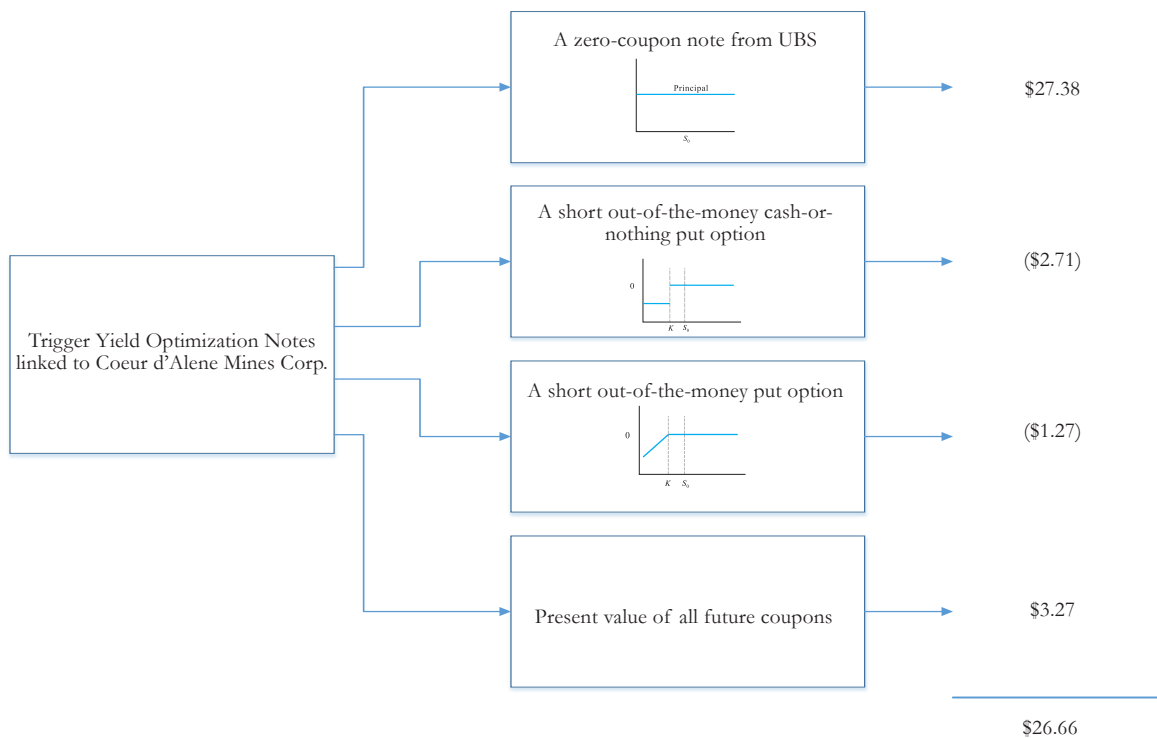 A zero-coupon note from UBS
Principal
S₀
$27.38
A short out-of-the-money cash-or-
nothing put option
0
K S₀
($2.71)
Trigger Yield Optimization Notes
linked to Coeur d’Alene Mines Corp.
A short out-of-the-money put option
0
K S₀
($1.27)
Present value of all future coupons
$3.27
$26.66